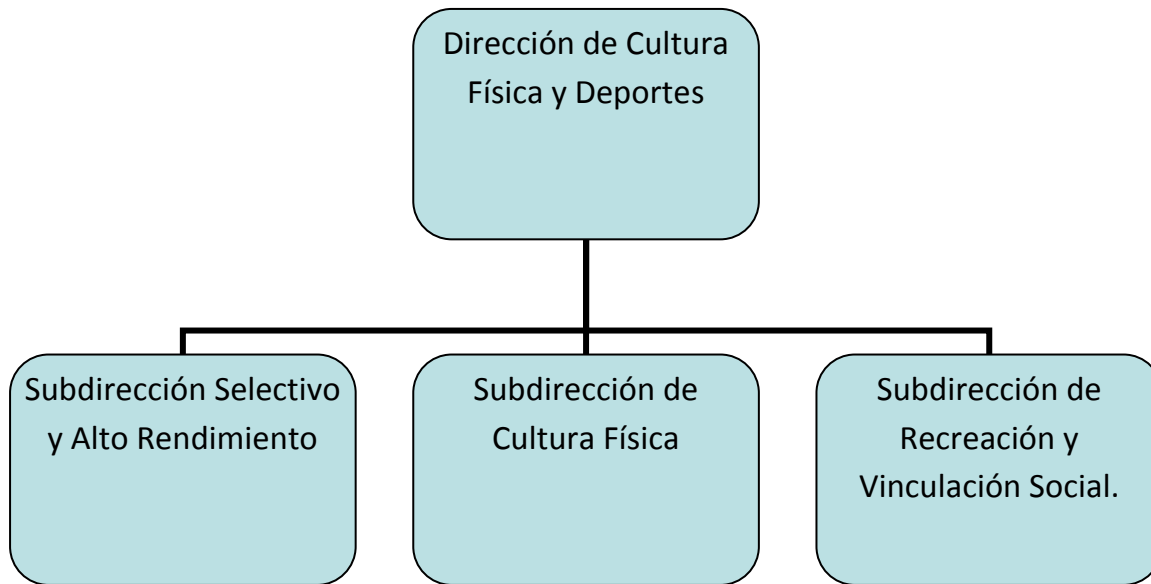 Dirección de Cultura
Física y Deportes
Subdirección Selectivo
y Alto Rendimiento
Subdirección de
Cultura Física
Subdirección de
Recreación y
Vinculación Social.